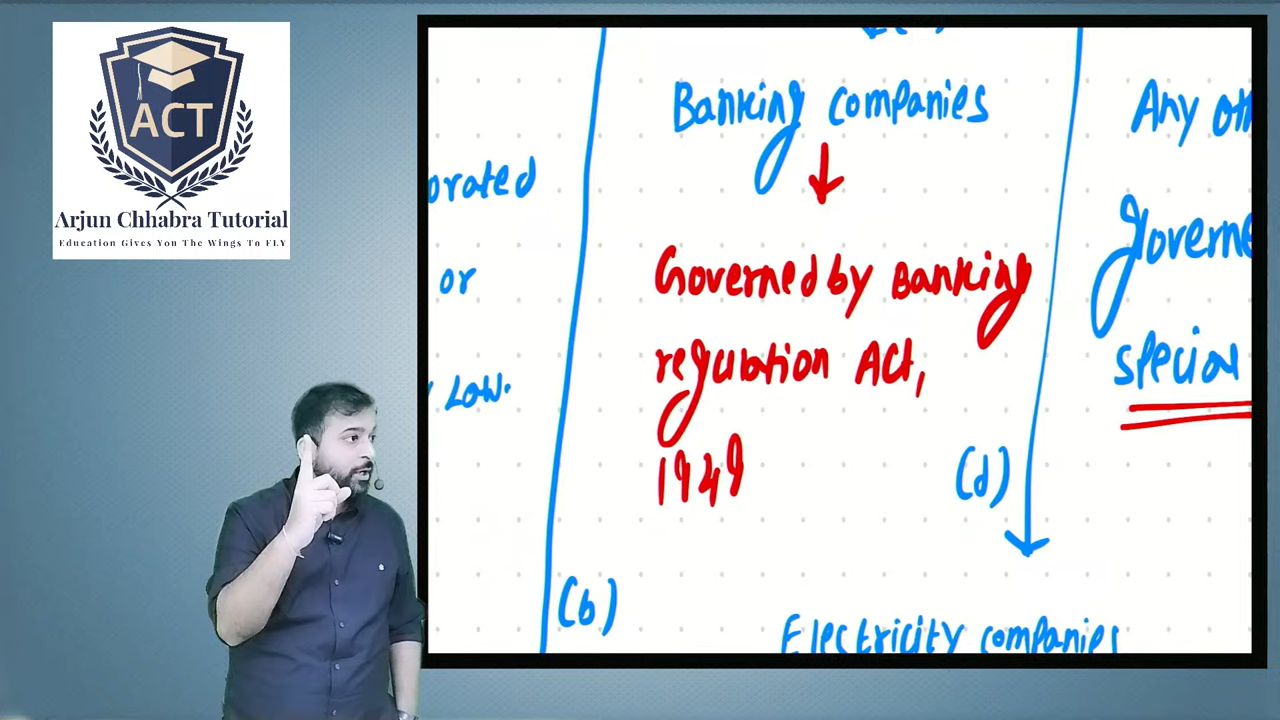 ACT
Arjun Chhabra Tutorial
Education Gives You The Wings To FLY
orated
or
Law.
Banking companies
Governed by Banking
regulation Act,
1949
(b)
(d)
Electricity companies
Any oth
governe
special